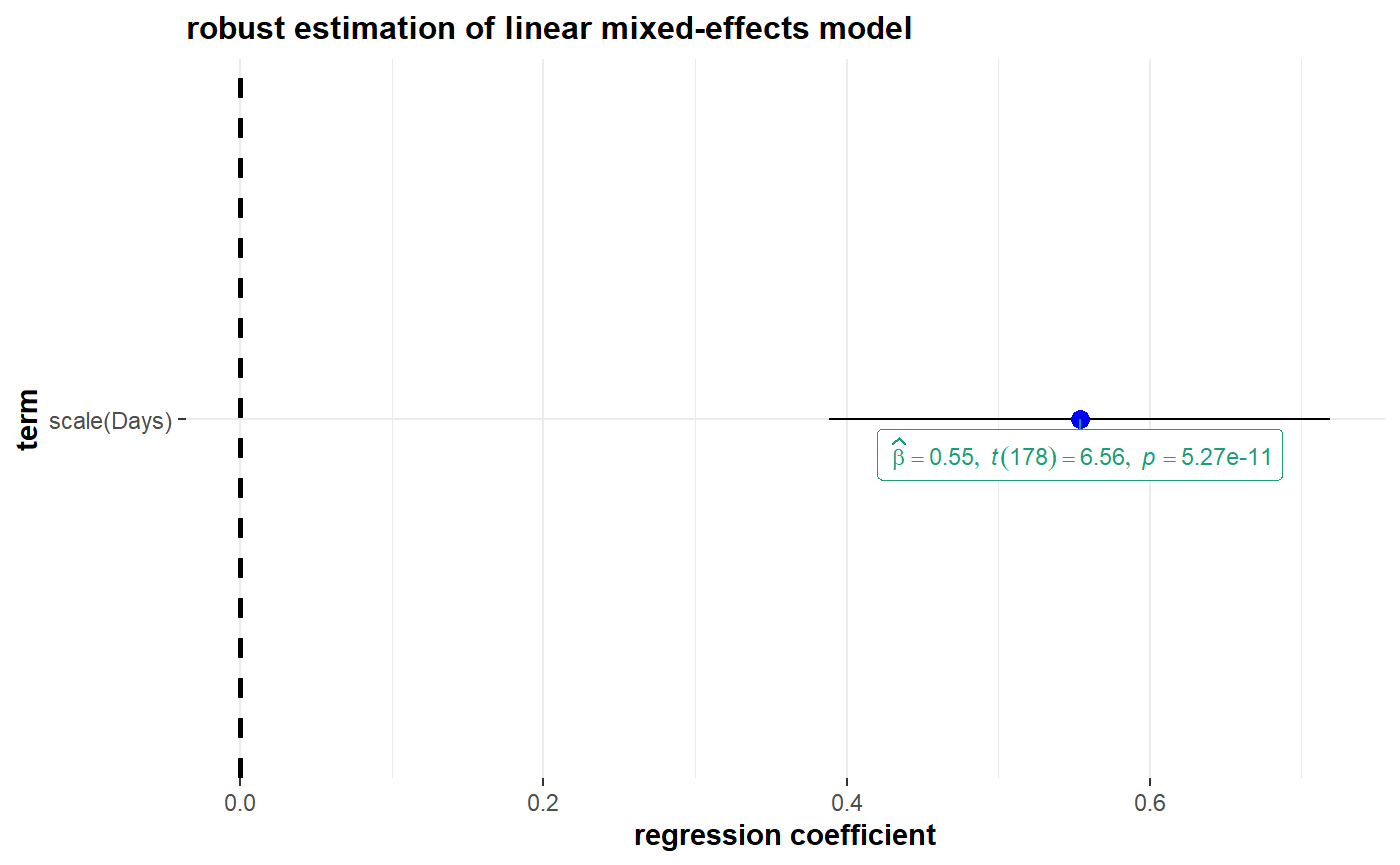 robust estimation of linear mixed-effects model
term
scale(Days)
β̂ = 0.55, t(178) = 6.56, p = 5.27e-11
0.0 0.2 0.4 0.6
regression coefficient